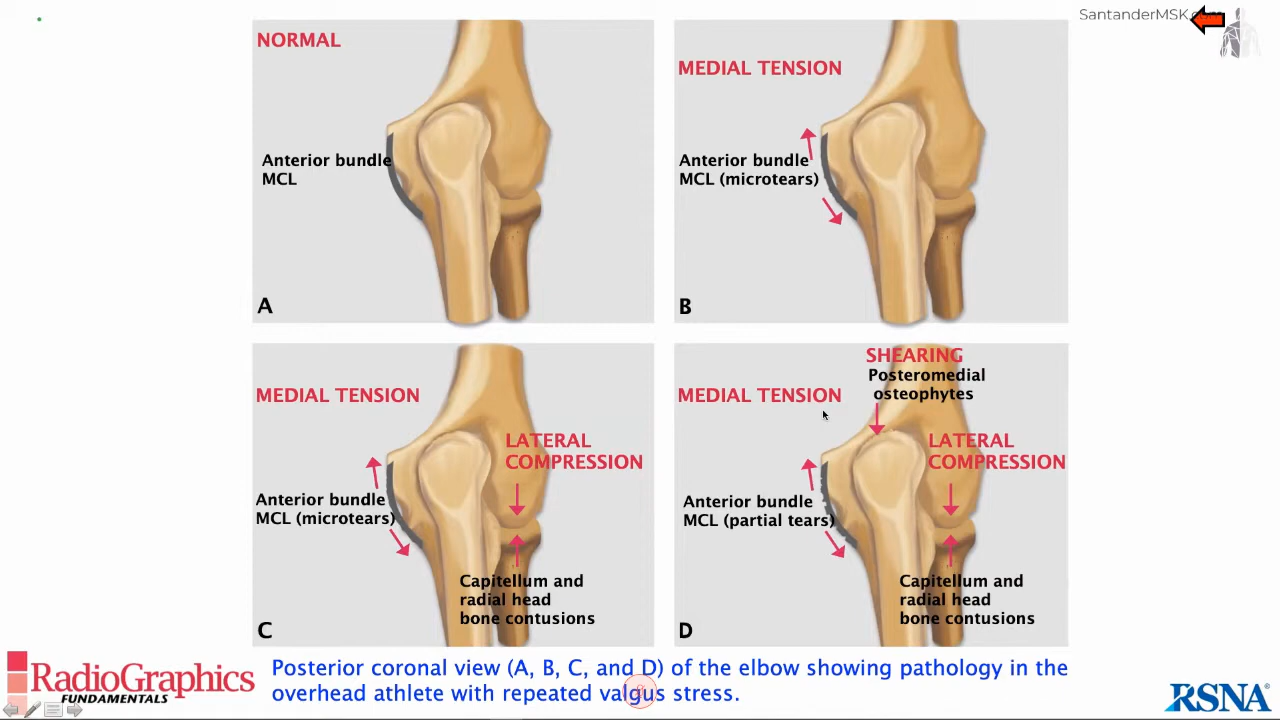 SantanderMSK.com
NORMAL
Anterior bundle
MCL
A
MEDIAL TENSION
Anterior bundle
MCL (microtears)
B
MEDIAL TENSION
LATERAL
COMPRESSION
Anterior bundle
MCL (microtears)
Capitellum and
radial head
bone contusions
C
SHEARING
Posteromedial
osteophytes
MEDIAL TENSION
LATERAL
COMPRESSION
Anterior bundle
MCL (partial tears)
Capitellum and
radial head
bone contusions
D
RadioGraphics
FUNDAMENTALS
Posterior coronal view (A, B, C, and D) of the elbow showing pathology in the
overhead athlete with repeated valgus stress.
RSNA®